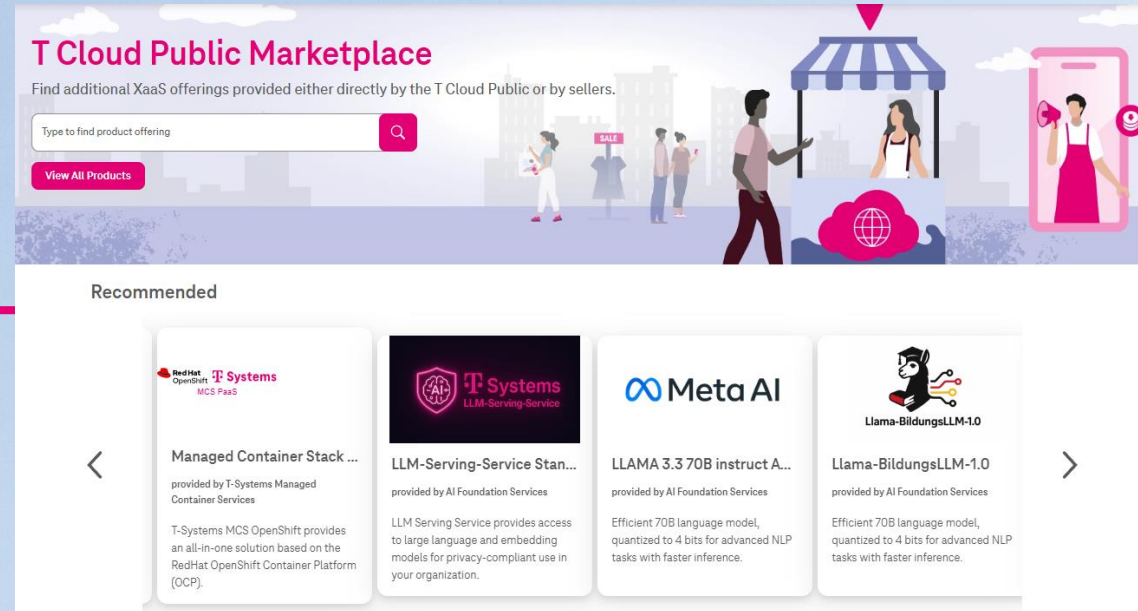 T Cloud Public Marketplace
Find additional XaaS offerings provided either directly by the T Cloud Public or by sellers.
Type to find product offering
View All Products
SALE
Recommended
Red Hat
OpenShift
T Systems
MCS PaaS
Managed Container Stack ...
provided by T-Systems Managed
Container Services
T-Systems MCS OpenShift provides
an all-in-one solution based on the
RedHat OpenShift Container Platform
(OCP).
AI
T Systems
LLM-Serving-Service
LLM-Serving-Service Stan...
provided by AI Foundation Services
LLM Serving Service provides access
to large language and embedding
models for privacy-compliant use in
your organization.
Meta AI
LLAMA 3.3 70B instruct A...
provided by AI Foundation Services
Efficient 70B language model,
quantized to 4 bits for advanced NLP
tasks with faster inference.
Llama-BildungsLLM-1.0
Llama-BildungsLLM-1.0
provided by AI Foundation Services
Efficient 70B language model,
quantized to 4 bits for advanced NLP
tasks with faster inference.